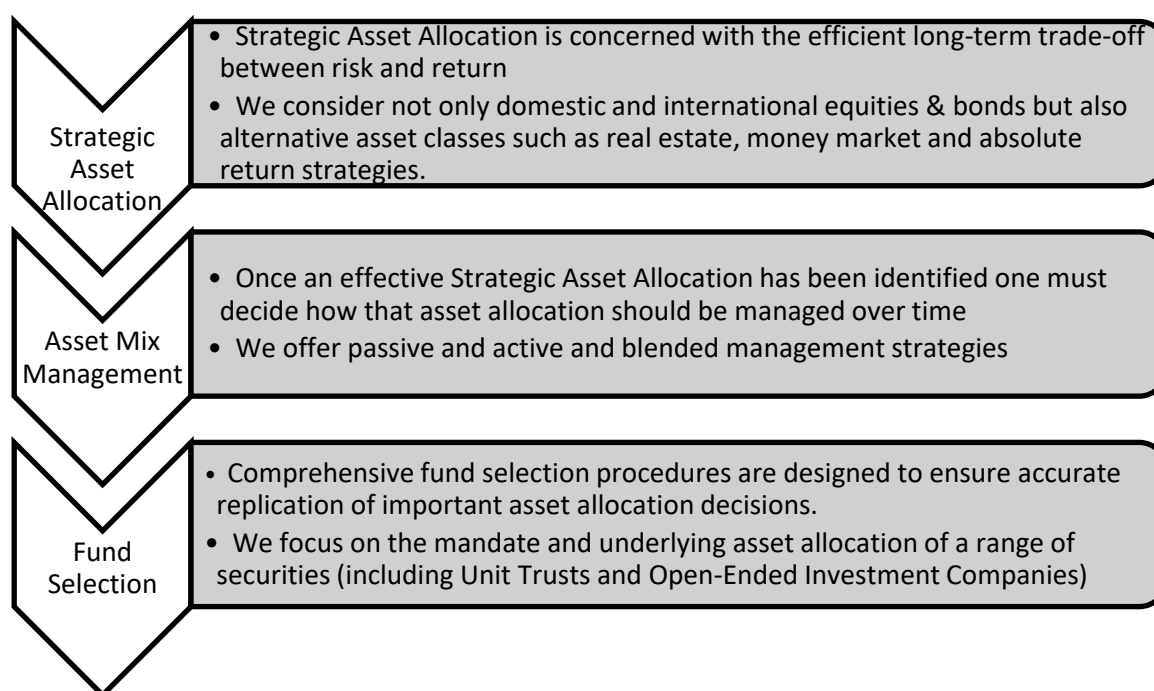 Strategic
Asset
Allocation
• Strategic Asset Allocation is concerned with the efficient long-term trade-off
between risk and return
• We consider not only domestic and international equities & bonds but also
alternative asset classes such as real estate, money market and absolute
return strategies.
Asset Mix
Management
• Once an effective Strategic Asset Allocation has been identified one must
decide how that asset allocation should be managed over time
• We offer passive and active and blended management strategies
Fund
Selection
• Comprehensive fund selection procedures are designed to ensure accurate
replication of important asset allocation decisions.
• We focus on the mandate and underlying asset allocation of a range of
securities (including Unit Trusts and Open-Ended Investment Companies)